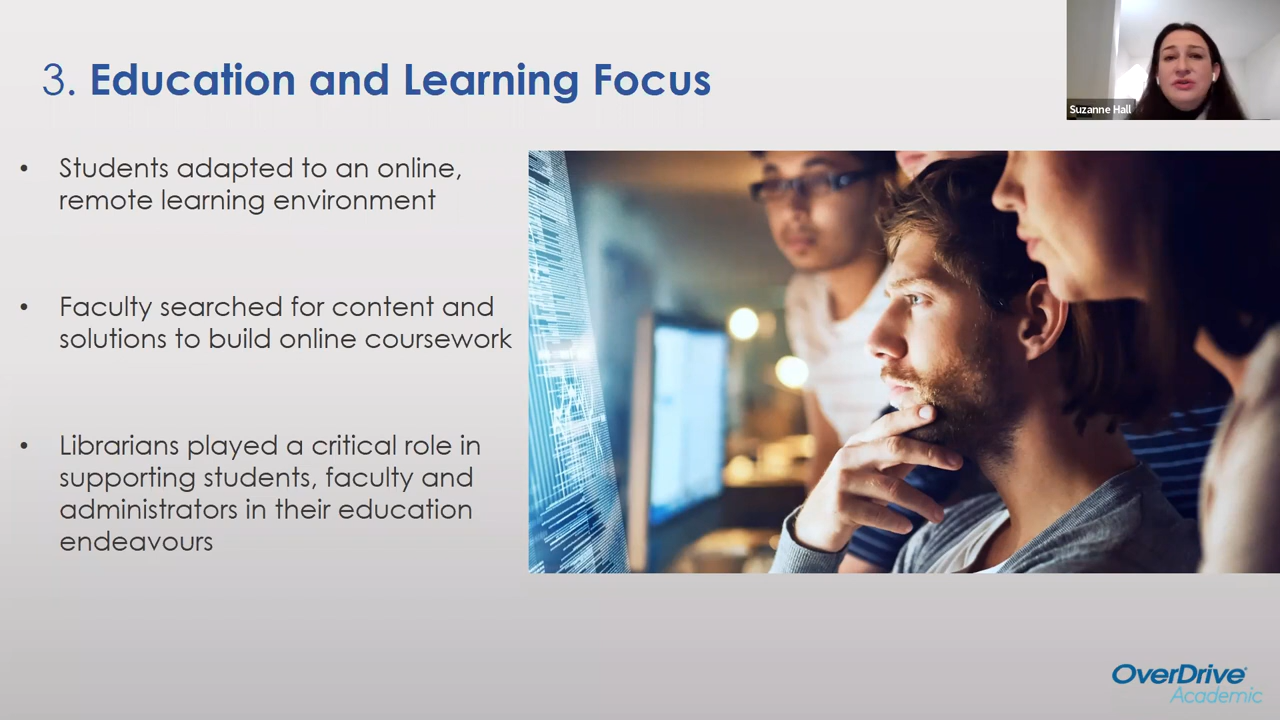 3. Education and Learning Focus
Suzanne Hall
• Students adapted to an online,
remote learning environment
• Faculty searched for content and
solutions to build online coursework
• Librarians played a critical role in
supporting students, faculty and
administrators in their education
endeavours
OverDrive
Academic